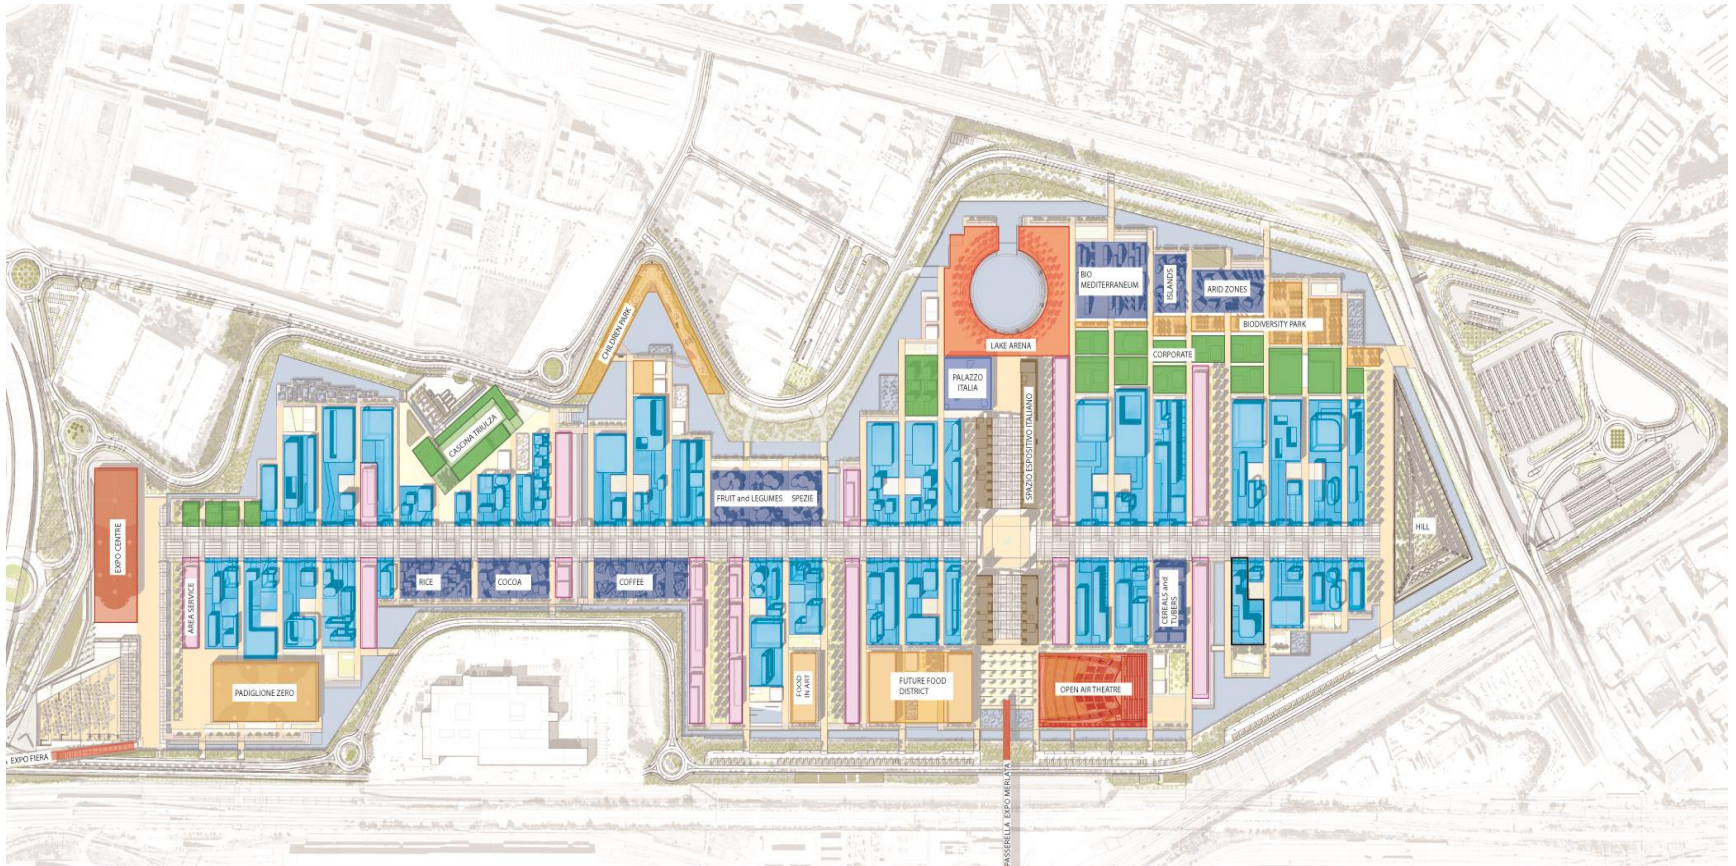 BIO
MEDITERRANEUM
ISLANDS
ARID ZONES
BIODIVERSITY PARK
CHILDREN PARK
LAKE ARENA
CORPORATE
PALAZZO
ITALIA
SPAZIO ESPOSITIVO ITALIANO
CASCINA TRIULZA
FRUIT and LEGUMES
SPEZIE
EXPO CENTRE
HILL
AREA SERVICE
RICE
COCOA
COFFEE
CEREALS and
TUBERS
PADIGLIONE ZERO
FOOD
IN ART
FUTURE FOOD
DISTRICT
OPEN AIR THEATRE
EXPO FIERA
PASSERELLA EXPO MERLATA